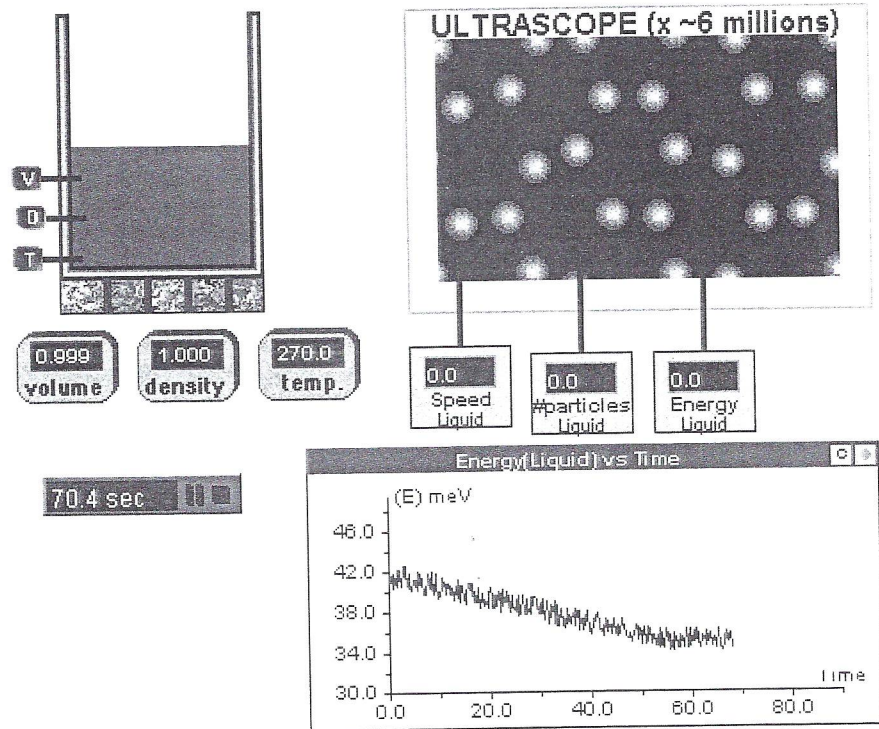 ULTRASCOPE (x ~6 millions)
V
D
T
0.999
volume
1.000
density
270.0
temp.
0.0
Speed
Liquid
0.0
#particles
Liquid
0.0
Energy
Liquid
70.4 sec
Energy(Liquid) vs Time
C
(E) meV
46.0
42.0
38.0
34.0
30.0
Time
0.0
20.0
40.0
60.0
80.0